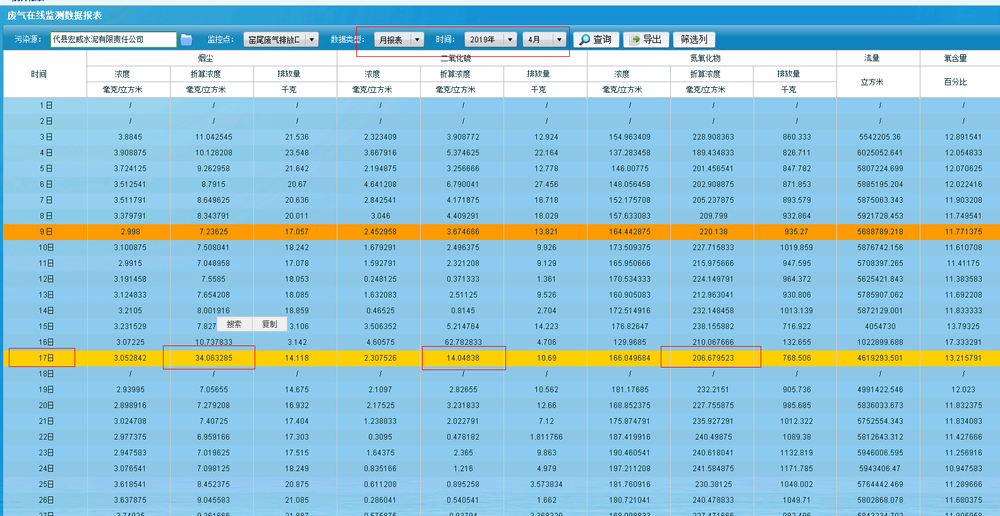 废气在线监测数据报表
污染源： 代县宏威水泥有限责任公司 监控点： 窑尾废气排放口 数据类型： 月报表 时间： 2019年 4月 查询 导出 筛选列
时间 烟尘 二氧化硫 氮氧化物 流量 氧含量
浓度 折算浓度 排放量 浓度 折算浓度 排放量 浓度 折算浓度 排放量 立方米 百分比
毫克/立方米 毫克/立方米 千克 毫克/立方米 毫克/立方米 千克 毫克/立方米 毫克/立方米 千克
1日 / / / / / / / / / / /
2日 / / / / / / / / / / /
3日 3.8845 11.042545 21.536 2.323409 3.908772 12.924 154.963409 228.908363 860.333 5542205.36 12.891541
4日 3.908875 10.128208 23.548 3.667916 5.374625 22.164 137.283458 189.434833 826.711 6025052.641 12.054833
5日 3.724125 9.262958 21.642 2.194875 3.256666 12.778 146.00775 201.456541 847.782 5807224.699 12.070625
6日 3.512541 8.7915 20.67 4.641208 6.790041 27.456 148.056458 202.908875 871.853 5885195.204 12.022416
7日 3.511791 8.649625 20.636 2.842541 4.171875 16.718 152.175708 205.237875 893.579 5875063.343 11.903208
8日 3.379791 8.343791 20.011 3.046 4.409291 18.029 157.633083 209.799 932.864 5921728.453 11.749541
9日 2.998 7.23625 17.057 2.452958 3.674666 13.821 164.442875 220.138 935.27 5688789.218 11.771375
10日 3.100875 7.508041 18.242 1.679291 2.496375 9.926 173.509375 227.715833 1019.859 5876742.156 11.610708
11日 2.9915 7.048958 17.078 1.592791 2.321208 9.129 165.950666 215.975666 947.595 5708397.265 11.41175
12日 3.191458 7.5585 18.053 0.248125 0.371333 1.361 170.534333 224.149791 964.372 5625421.843 11.383583
13日 3.124833 7.654208 18.085 1.632083 2.51125 9.526 160.905083 212.963041 930.806 5785907.062 11.692208
14日 3.2105 8.001916 18.859 0.46525 0.8145 2.704 172.514916 232.148458 1013.139 5872129.001 11.833333
15日 3.231529 7.827 搜索 复制 3.106 3.506352 5.214764 14.223 176.82647 238.155882 716.922 4054730 13.79325
16日 3.07225 10.737833 3.142 4.60575 62.782833 4.706 129.9685 210.067666 132.655 1022899.688 17.333291
17日 3.052842 34.063285 14.118 2.307526 14.04838 10.69 166.049684 206.679523 768.506 4619293.501 13.215791
18日 / / / / / / / / / / /
19日 2.93995 7.05655 14.675 2.1097 2.82655 10.562 181.17685 232.2151 905.736 4991422.546 12.023
20日 2.898916 7.279208 16.932 2.17525 3.231833 12.66 168.852375 227.755875 985.685 5836033.673 11.832375
21日 3.024708 7.40725 17.404 1.238833 2.022791 7.12 175.874791 235.927291 1012.322 5752554.343 11.834083
22日 2.977375 6.959166 17.303 0.3095 0.478182 1.811766 187.419916 240.49875 1089.38 5812643.312 11.427666
23日 2.947583 7.019625 17.515 1.64375 2.365 9.863 190.460541 240.618041 1132.819 5946006.595 11.256916
24日 3.076541 7.098125 18.249 0.835166 1.216 4.979 197.211208 241.584875 1171.785 5943406.47 10.947583
25日 3.618541 8.452375 20.875 0.611208 0.895258 3.573834 181.760916 230.38125 1048.002 5764442.469 11.289666
26日 3.637875 9.045583 21.085 0.286041 0.540541 1.662 180.721041 240.478833 1049.71 5802868.078 11.680375